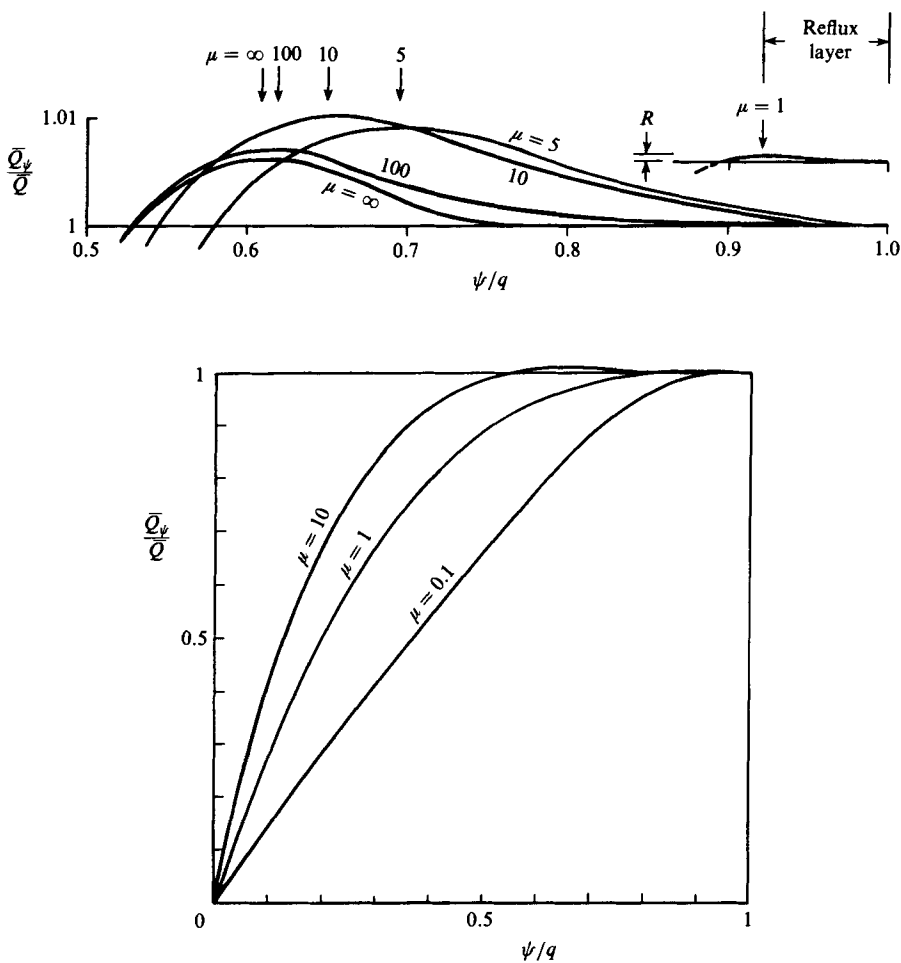 μ = ∞ 100 10 5
Reflux
layer
μ = 1
R
1.01
Q̄ψ
Q̄
1
μ = 5
100
10
μ = ∞
0.5 0.6 0.7 0.8 0.9 1.0
ψ/q
1
Q̄ψ
Q̄
0.5
μ = 10
μ = 1
μ = 0.1
0 0.5 1
ψ/q